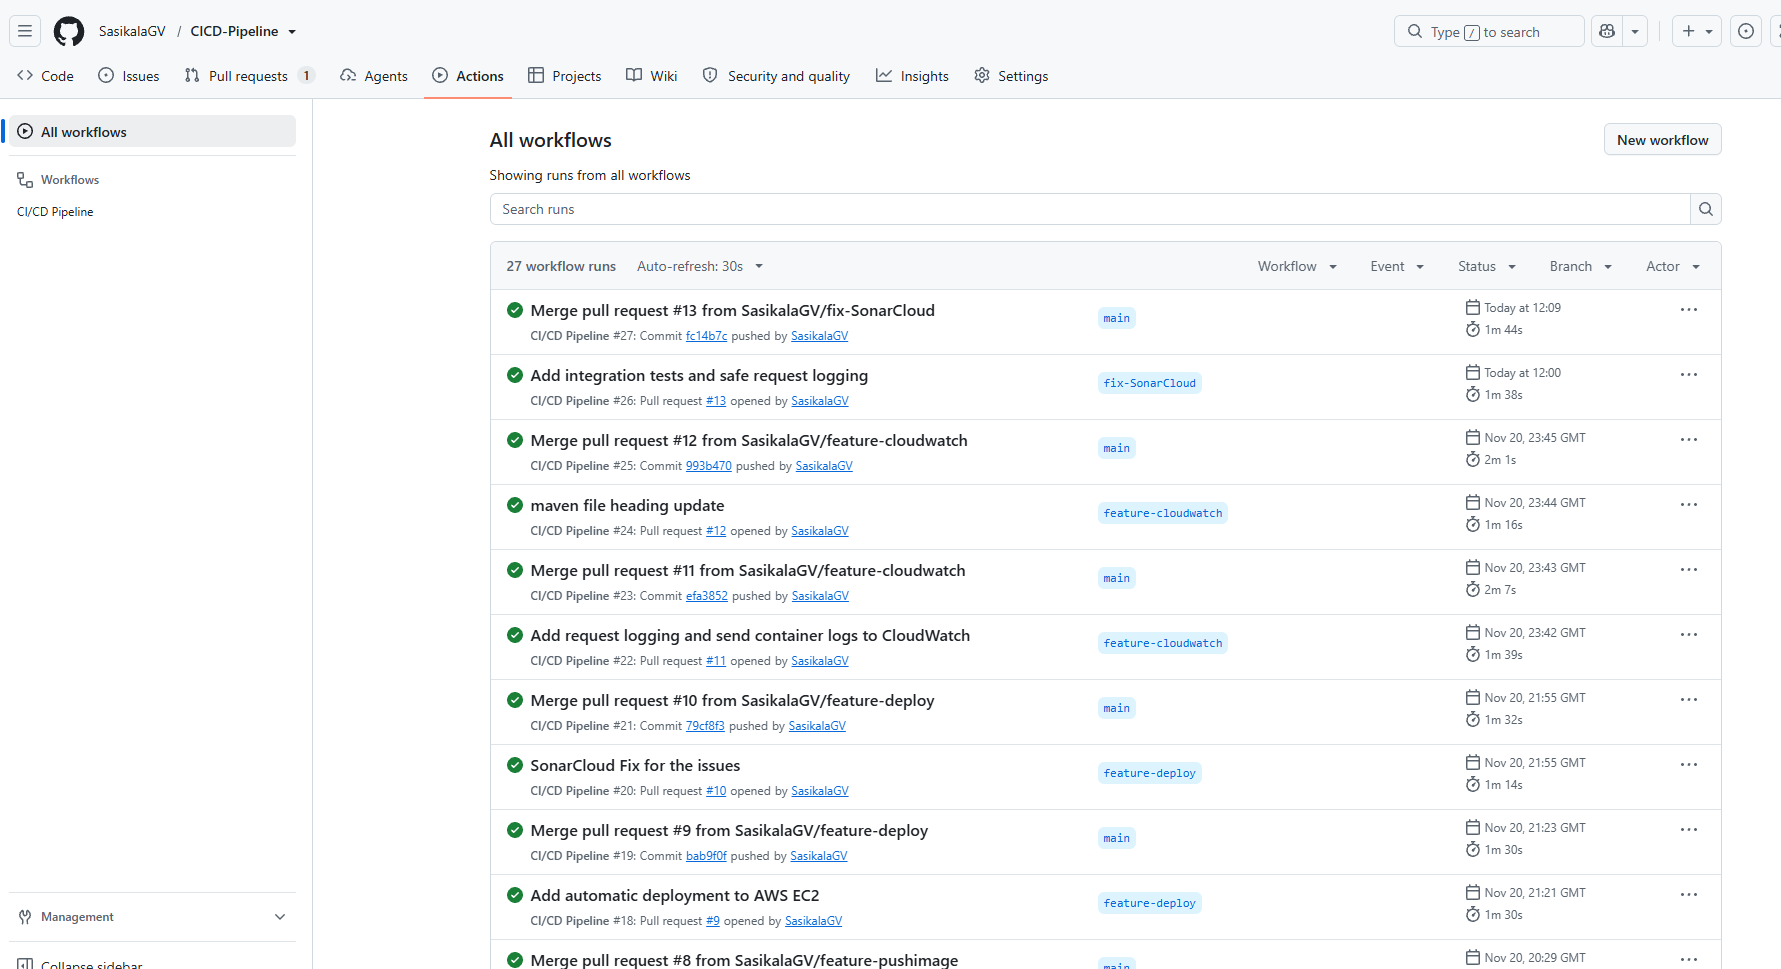 SasikalaGV / CICD-Pipeline
Type / to search
Code
Issues
Pull requests 1
Agents
Actions
Projects
Wiki
Security and quality
Insights
Settings
All workflows
Workflows
CI/CD Pipeline
Management
Collapse sidebar
All workflows
New workflow
Showing runs from all workflows
Search runs
27 workflow runs
Auto-refresh: 30s
Workflow
Event
Status
Branch
Actor
Merge pull request #13 from SasikalaGV/fix-SonarCloud
CI/CD Pipeline #27: Commit fc14b7c pushed by SasikalaGV
main
Today at 12:09
1m 44s
Add integration tests and safe request logging
CI/CD Pipeline #26: Pull request #13 opened by SasikalaGV
fix-SonarCloud
Today at 12:00
1m 38s
Merge pull request #12 from SasikalaGV/feature-cloudwatch
CI/CD Pipeline #25: Commit 993b470 pushed by SasikalaGV
main
Nov 20, 23:45 GMT
2m 1s
maven file heading update
CI/CD Pipeline #24: Pull request #12 opened by SasikalaGV
feature-cloudwatch
Nov 20, 23:44 GMT
1m 16s
Merge pull request #11 from SasikalaGV/feature-cloudwatch
CI/CD Pipeline #23: Commit efa3852 pushed by SasikalaGV
main
Nov 20, 23:43 GMT
2m 7s
Add request logging and send container logs to CloudWatch
CI/CD Pipeline #22: Pull request #11 opened by SasikalaGV
feature-cloudwatch
Nov 20, 23:42 GMT
1m 39s
Merge pull request #10 from SasikalaGV/feature-deploy
CI/CD Pipeline #21: Commit 79cf8f3 pushed by SasikalaGV
main
Nov 20, 21:55 GMT
1m 32s
SonarCloud Fix for the issues
CI/CD Pipeline #20: Pull request #10 opened by SasikalaGV
feature-deploy
Nov 20, 21:55 GMT
1m 14s
Merge pull request #9 from SasikalaGV/feature-deploy
CI/CD Pipeline #19: Commit bab9f0f pushed by SasikalaGV
main
Nov 20, 21:23 GMT
1m 30s
Add automatic deployment to AWS EC2
CI/CD Pipeline #18: Pull request #9 opened by SasikalaGV
feature-deploy
Nov 20, 21:21 GMT
1m 30s
Merge pull request #8 from SasikalaGV/feature-pushimage
main
Nov 20, 20:29 GMT